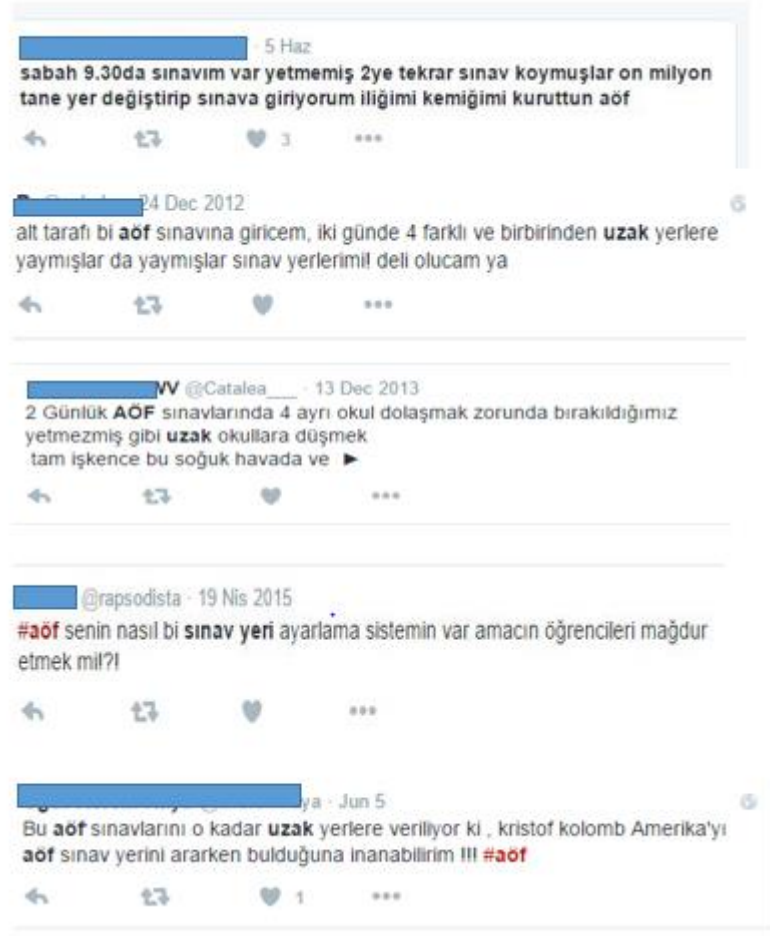 5 Haz
sabah 9.30da sınavım var yetmemiş 2ye tekrar sınav koymuşlar on milyon
tane yer değiştirip sınava giriyorum iliğimi kemiğimi kuruttun aöf
3
24 Dec 2012
alt tarafı bi aöf sınavına giricem, iki günde 4 farklı ve birbirinden uzak yerlere
yaymışlar da yaymışlar sınav yerlerimi! deli olucam ya
VV @Catalea___ · 13 Dec 2013
2 Günlük AÖF sınavlarında 4 ayrı okul dolaşmak zorunda bırakıldığımız
yetmezmiş gibi uzak okullara düşmek
tam işkence bu soğuk havada ve ►
@rapsodista · 19 Nis 2015
#aöf senin nasıl bi sınav yeri ayarlama sistemin var amacın öğrencileri mağdur
etmek mi!?!
ya · Jun 5
Bu aöf sınavlarını o kadar uzak yerlere veriliyor ki , kristof kolomb Amerika'yı
aöf sınav yerini ararken bulduğuna inanabilirim !!! #aöf
1